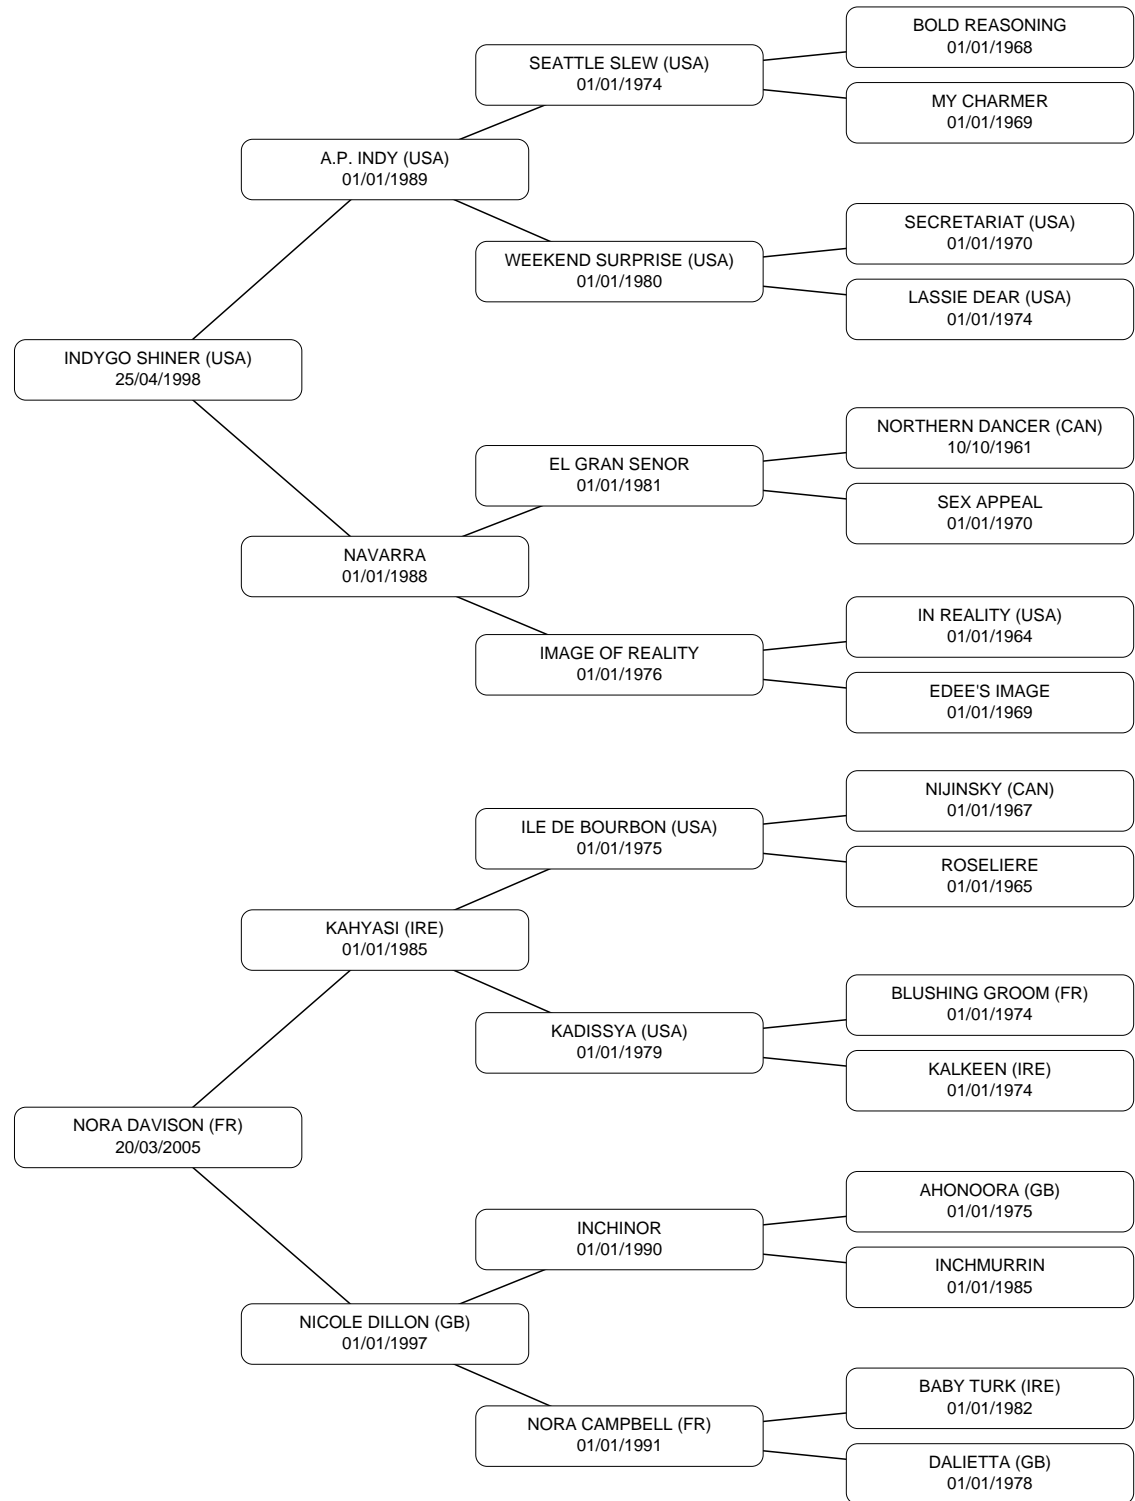 BOLD REASONING
01/01/1968
SEATTLE SLEW (USA)
01/01/1974
MY CHARMER
01/01/1969
A.P. INDY (USA)
01/01/1989
SECRETARIAT (USA)
01/01/1970
WEEKEND SURPRISE (USA)
01/01/1980
LASSIE DEAR (USA)
01/01/1974
INDYGO SHINER (USA)
25/04/1998
NORTHERN DANCER (CAN)
10/10/1961
EL GRAN SENOR
01/01/1981
SEX APPEAL
01/01/1970
NAVARRA
01/01/1988
IN REALITY (USA)
01/01/1964
IMAGE OF REALITY
01/01/1976
EDEE'S IMAGE
01/01/1969
NIJINSKY (CAN)
01/01/1967
ILE DE BOURBON (USA)
01/01/1975
ROSELIERE
01/01/1965
KAHYASI (IRE)
01/01/1985
BLUSHING GROOM (FR)
01/01/1974
KADISSYA (USA)
01/01/1979
KALKEEN (IRE)
01/01/1974
NORA DAVISON (FR)
20/03/2005
AHONOORA (GB)
01/01/1975
INCHINOR
01/01/1990
INCHMURRIN
01/01/1985
NICOLE DILLON (GB)
01/01/1997
BABY TURK (IRE)
01/01/1982
NORA CAMPBELL (FR)
01/01/1991
DALIETTA (GB)
01/01/1978